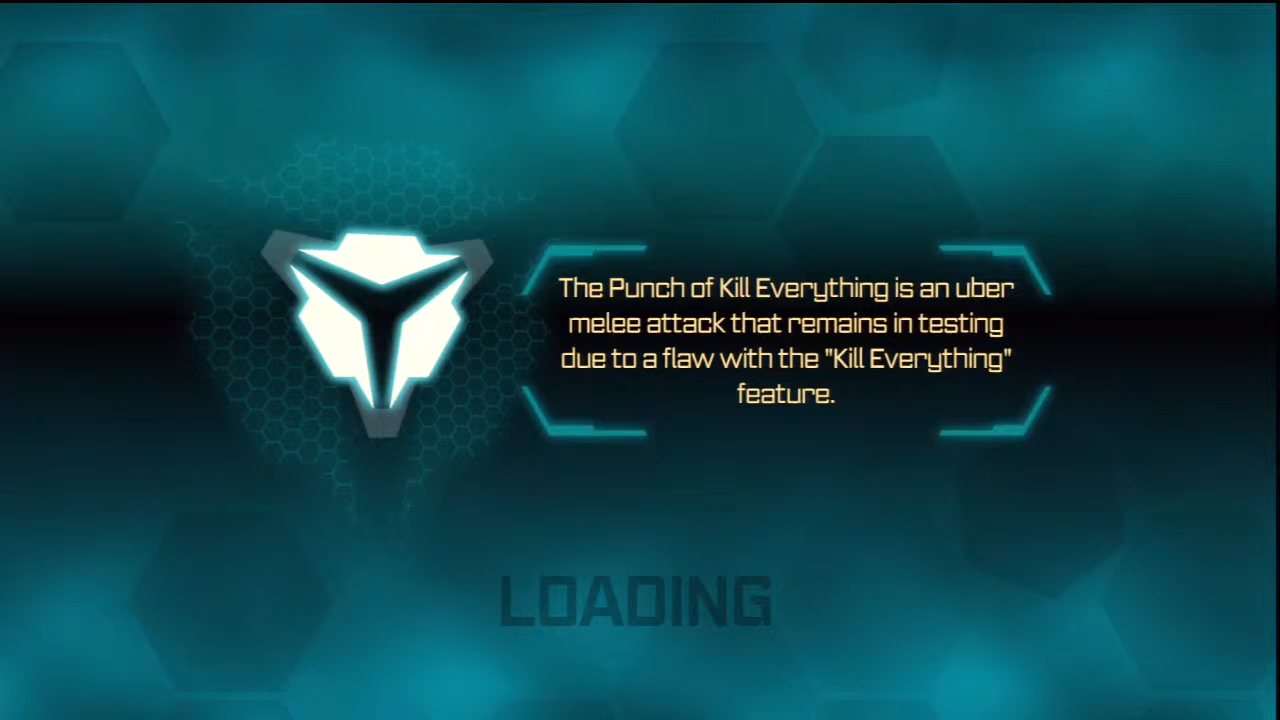 The Punch of Kill Everything is an uber
melee attack that remains in testing
due to a flaw with the "Kill Everything"
feature.
LOADING